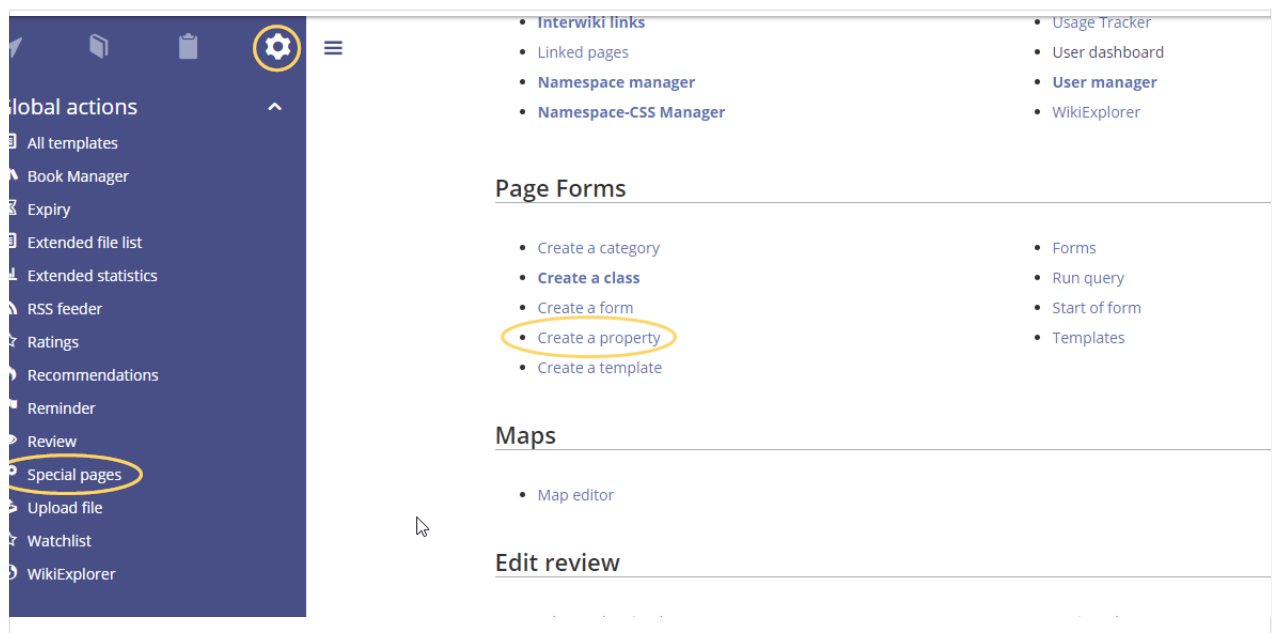 Global actions
All templates
Book Manager
Expiry
Extended file list
Extended statistics
RSS feeder
Ratings
Recommendations
Reminder
Review
Special pages
Upload file
Watchlist
WikiExplorer
Interwiki links
Linked pages
Namespace manager
Namespace-CSS Manager
Usage Tracker
User dashboard
User manager
WikiExplorer
Page Forms
Create a category
Create a class
Create a form
Create a property
Create a template
Forms
Run query
Start of form
Templates
Maps
Map editor
Edit review